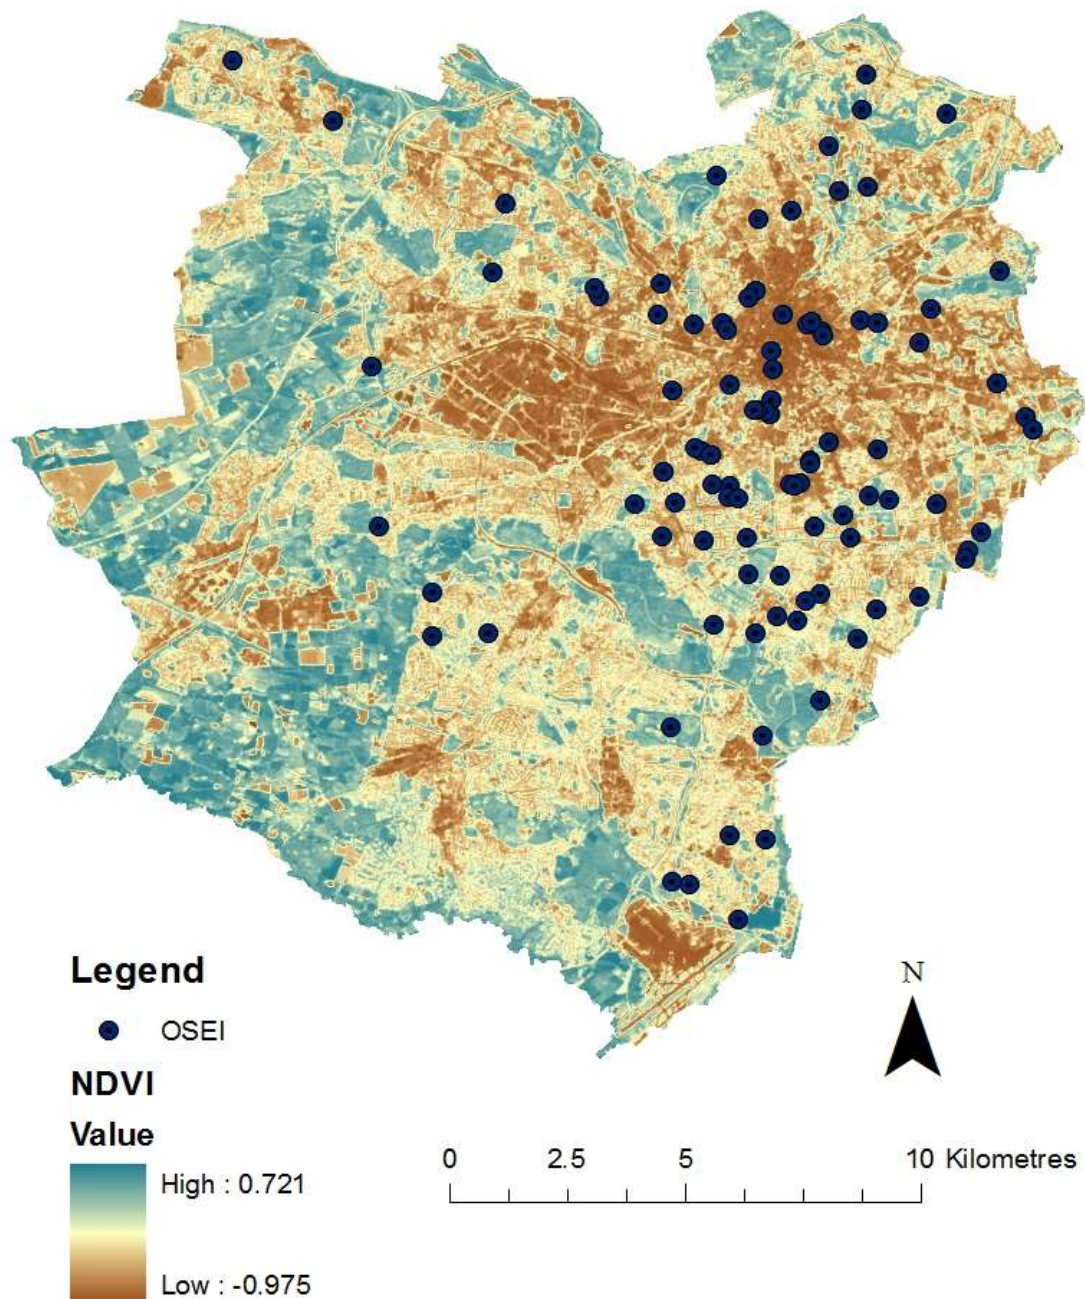 Legend
N
OSEI
NDVI
Value
High : 0.721
Low : -0.975
0 2.5 5 10 Kilometres